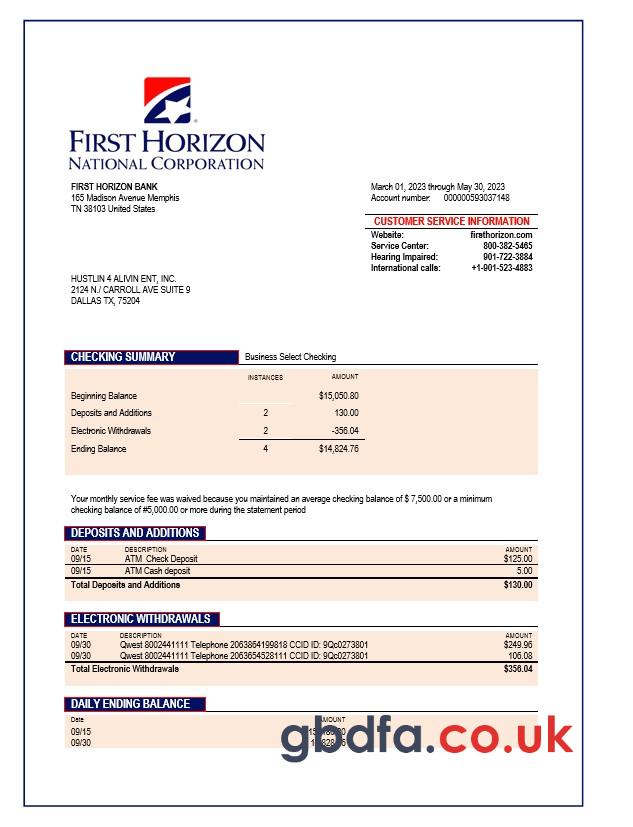 FIRST HORIZON
NATIONAL CORPORATION
FIRST HORIZON BANK
165 Madison Avenue Memphis
TN 38103 United States
March 01, 2023 through May 30, 2023
Account number: 000000593037148
CUSTOMER SERVICE INFORMATION
Website: firsthorizon.com
Service Center: 800-382-5465
Hearing Impaired: 901-722-3884
International calls: +1-901-523-4883
HUSTLIN 4 ALIVIN ENT, INC.
2124 N./ CARROLL AVE SUITE 9
DALLAS TX, 75204
CHECKING SUMMARY Business Select Checking
INSTANCES AMOUNT
Beginning Balance $15,050.80
Deposits and Additions 2 130.00
Electronic Withdrawals 2 -356.04
Ending Balance 4 $14,824.76
Your monthly service fee was waived because you maintained an average checking balance of $ 7,500.00 or a minimum
checking balance of #5,000.00 or more during the statement period
DEPOSITS AND ADDITIONS
DATE DESCRIPTION AMOUNT
09/15 ATM Check Deposit $125.00
09/15 ATM Cash deposit 5.00
Total Deposits and Additions $130.00
ELECTRONIC WITHDRAWALS
DATE DESCRIPTION AMOUNT
09/30 Qwest 8002441111 Telephone 2063864199818 CCID ID: 9Qc0273801 $249.96
09/30 Qwest 8002441111 Telephone 2063654528111 CCID ID: 9Qc0273801 106.08
Total Electronic Withdrawals $356.04
DAILY ENDING BALANCE
Date AMOUNT
09/15
09/30
gbdfa.co.uk